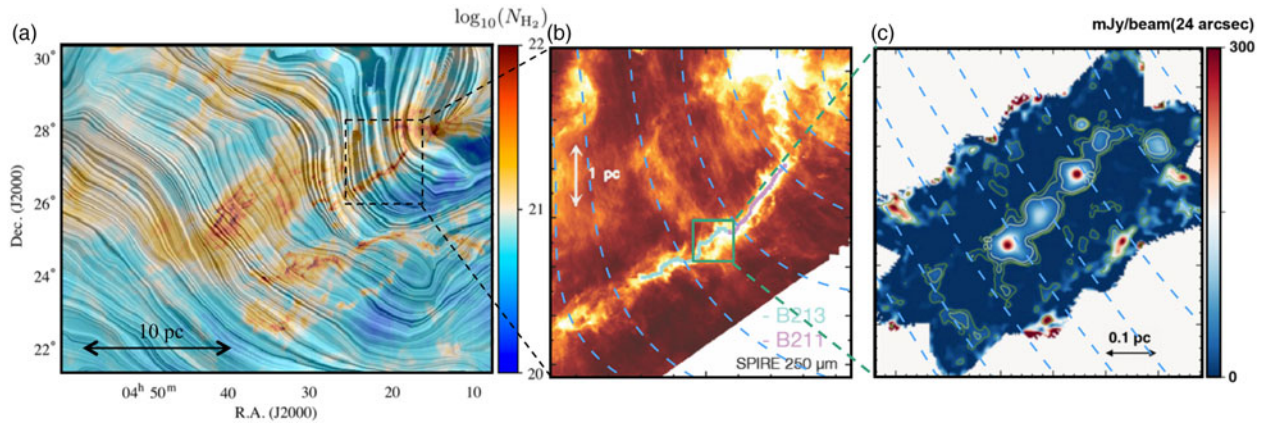 (a)
log₁₀(N_H₂)
(b)
(c)
mJy/beam(24 arcsec)
30°
28°
26°
24°
22°
Dec. (J2000)
10 pc
04ʰ 50ᵐ
40
30
20
10
R.A. (J2000)
22
21
20
1 pc
- B213
- B211
SPIRE 250 µm
0.1 pc
300
150
0